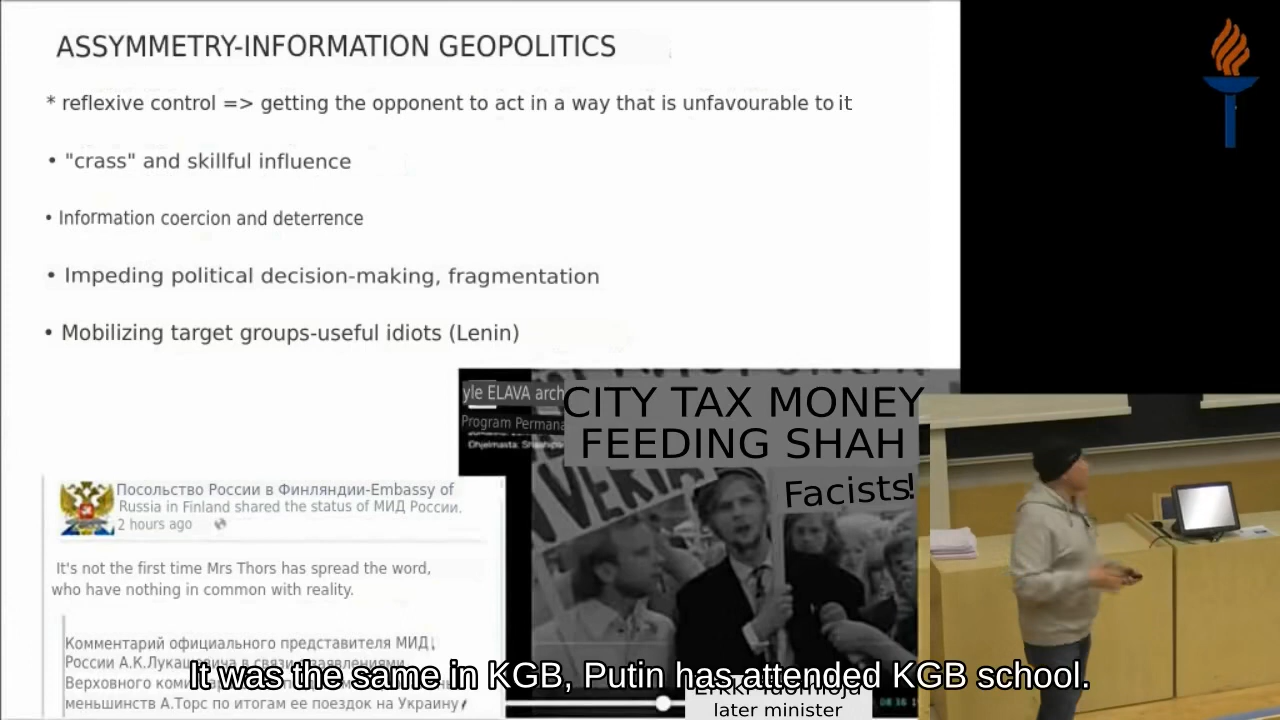 ASSYMMETRY-INFORMATION GEOPOLITICS
* reflexive control => getting the opponent to act in a way that is unfavourable to it
• "crass" and skillful influence
• Information coercion and deterrence
• Impeding political decision-making, fragmentation
• Mobilizing target groups-useful idiots (Lenin)
yle ELAVA arch
Program Permana
Ohjelmasta:
CITY TAX MONEY
FEEDING SHAH
Facists!
Посольство России в Финляндии-Embassy of
Russia in Finland shared the status of МИД России.
2 hours ago
It's not the first time Mrs Thors has spread the word,
who have nothing in common with reality.
Комментарий официального представителя МИД
России А.К.Лукашевича в связи заявлениями
Верховного
меньшинств А.Торс по итогам ее поездок на Украину
later minister
It was the same in KGB, Putin has attended KGB school.